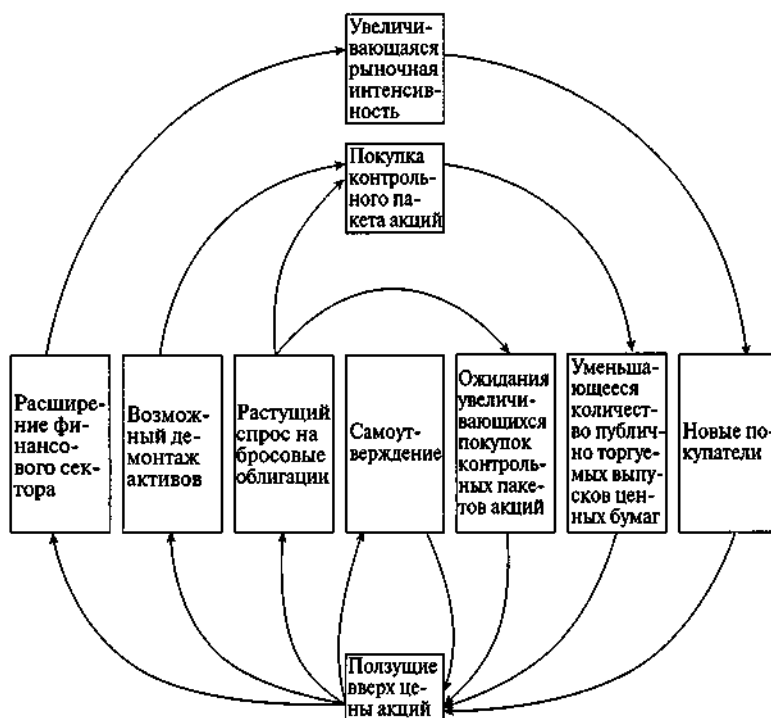 Увеличи-
вающаяся
рыночная
интенсив-
ность
Покупка
контроль-
ного па-
кета акций
Расшире-
ние фи-
нансо-
вого сек-
тора
Возмож-
ный де-
монтаж
активов
Растущий
спрос на
бросовые
облигации
Самоут-
верждение
Ожидания
увеличи-
вающихся
покупок
контроль-
ных паке-
тов акций
Уменьша-
ющееся
количест-
во публич-
но торгуе-
мых выпу-
сков цен-
ных бумаг
Новые по-
купатели
Ползущие
вверх це-
ны акций